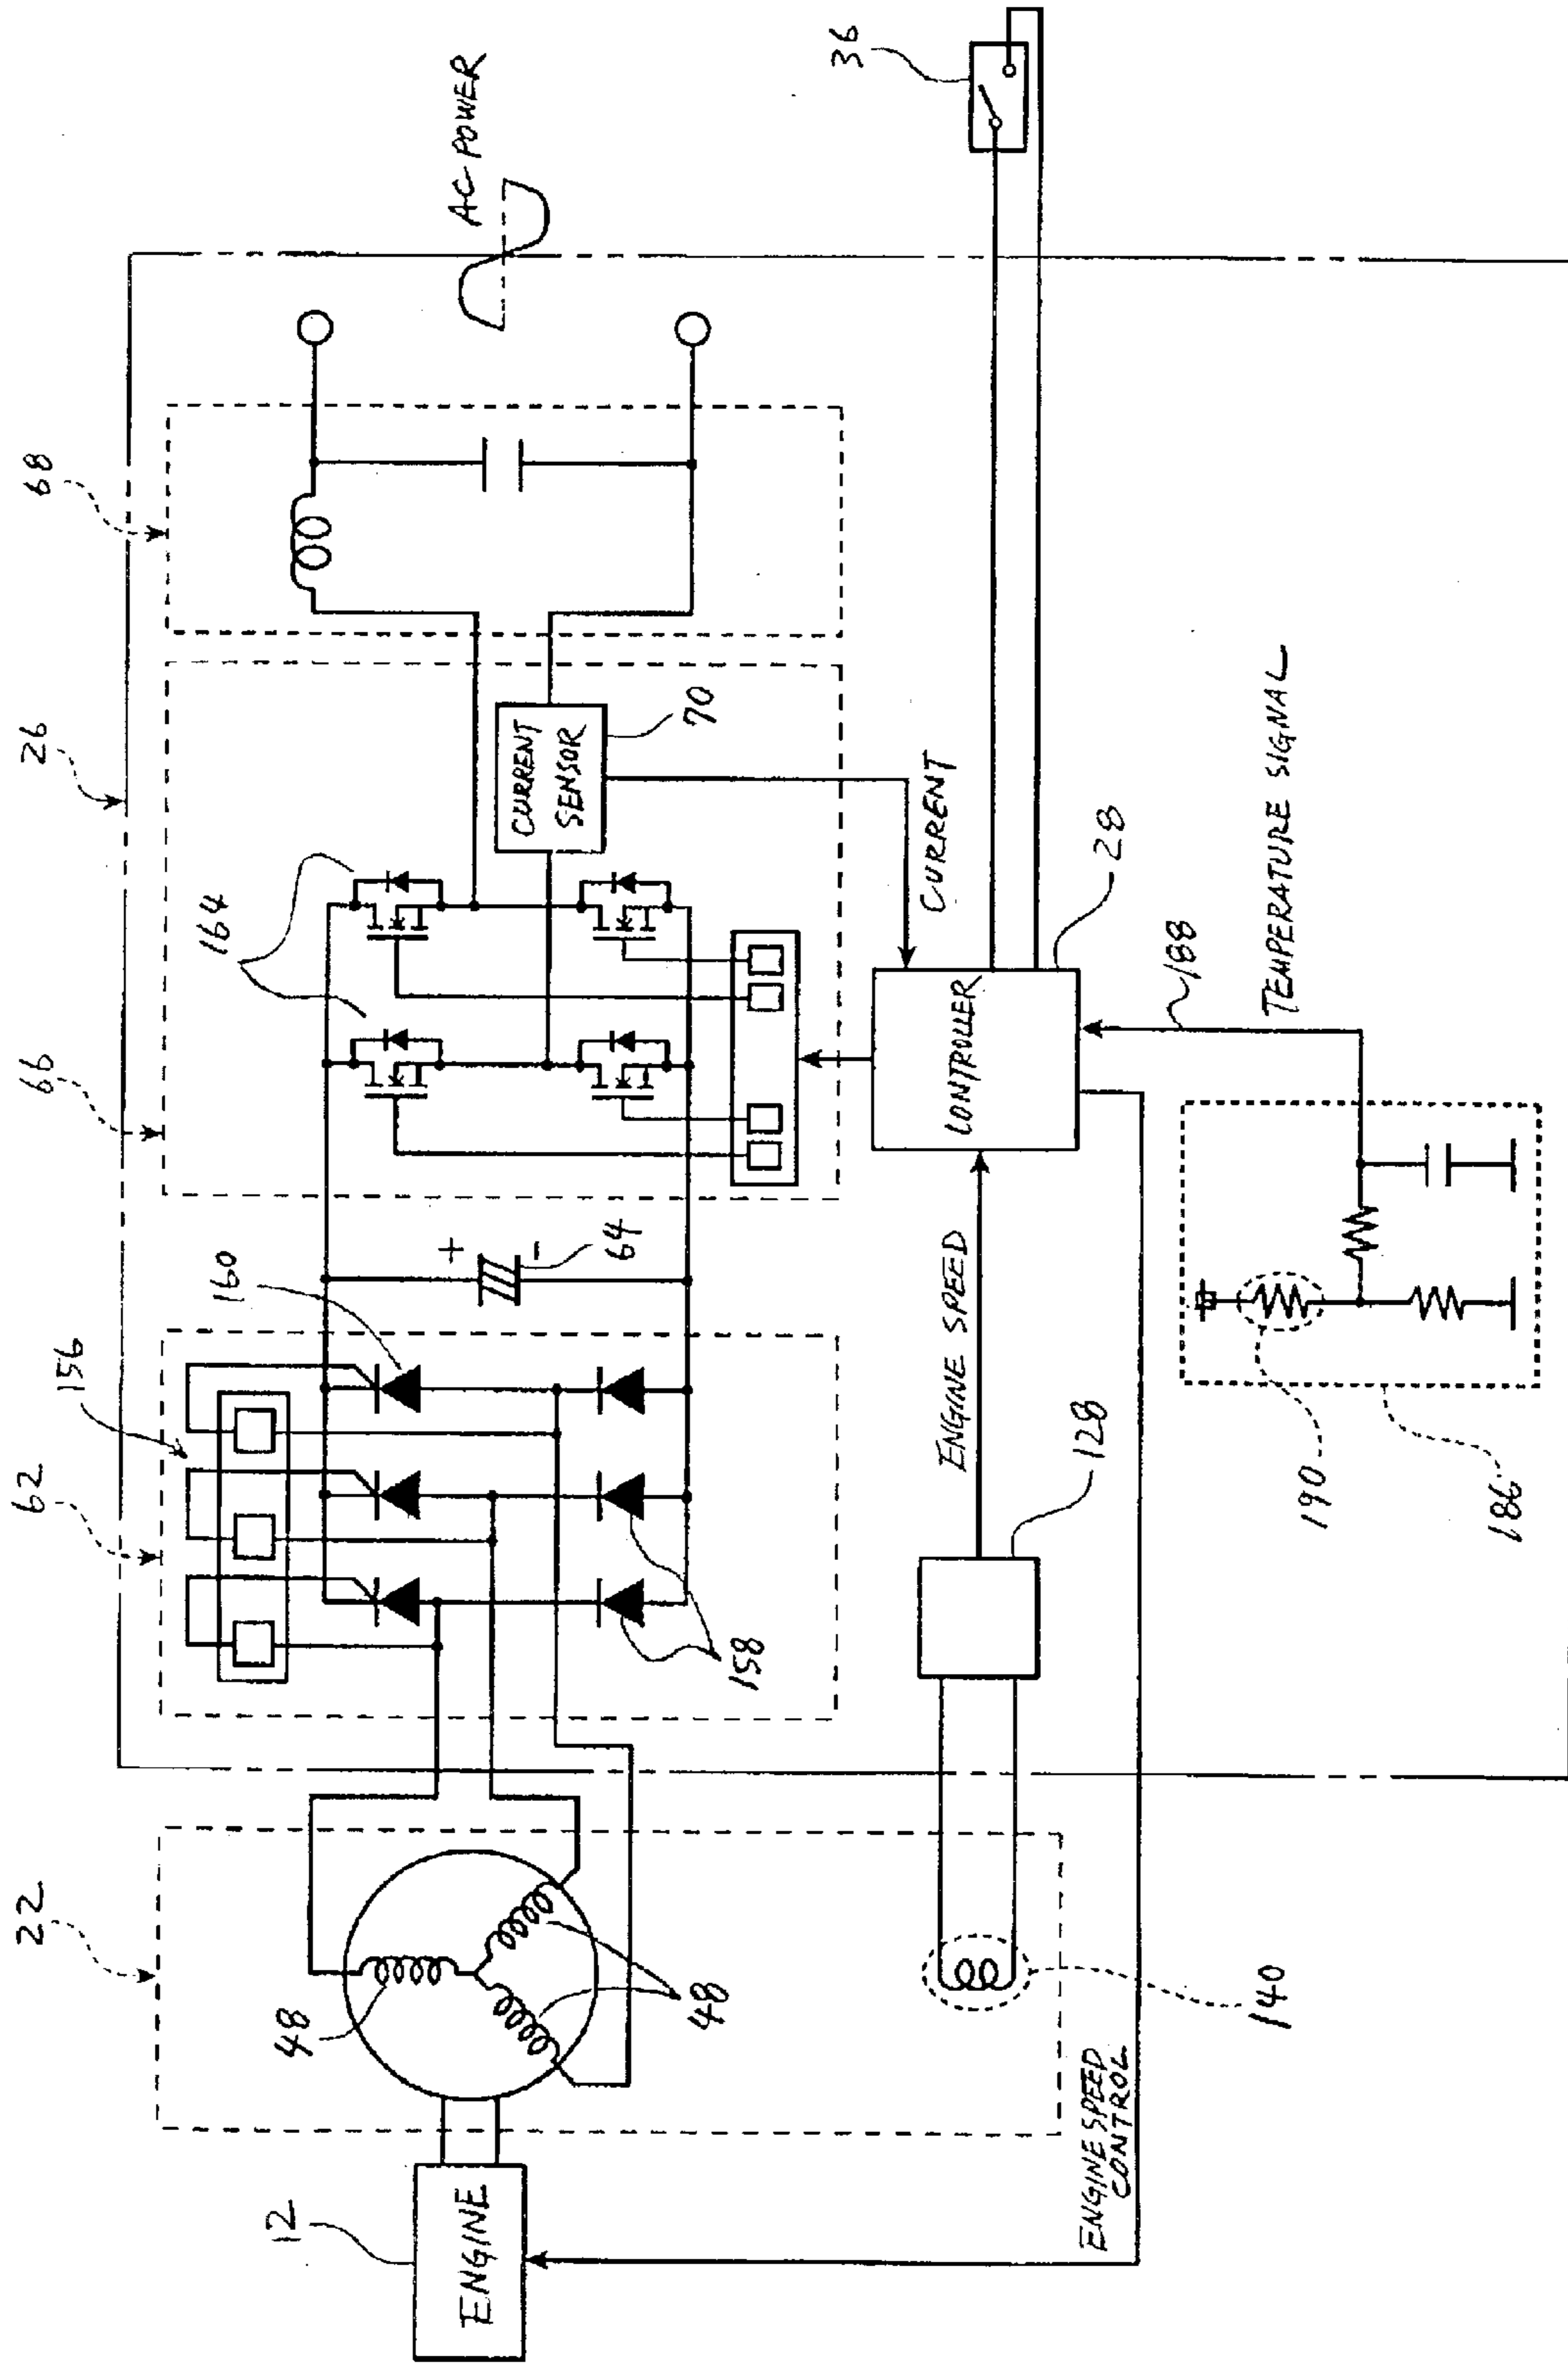 26
22
62
66
68
156
160
164
AC POWER
12
ENGINE
48
48
158
+
-
64
CURRENT
SENSOR
70
36
CURRENT
ENGINE SPEED
CONTROLLER
28
128
140
188
TEMPERATURE SIGNAL
190
186
ENGINE SPEED
CONTROL